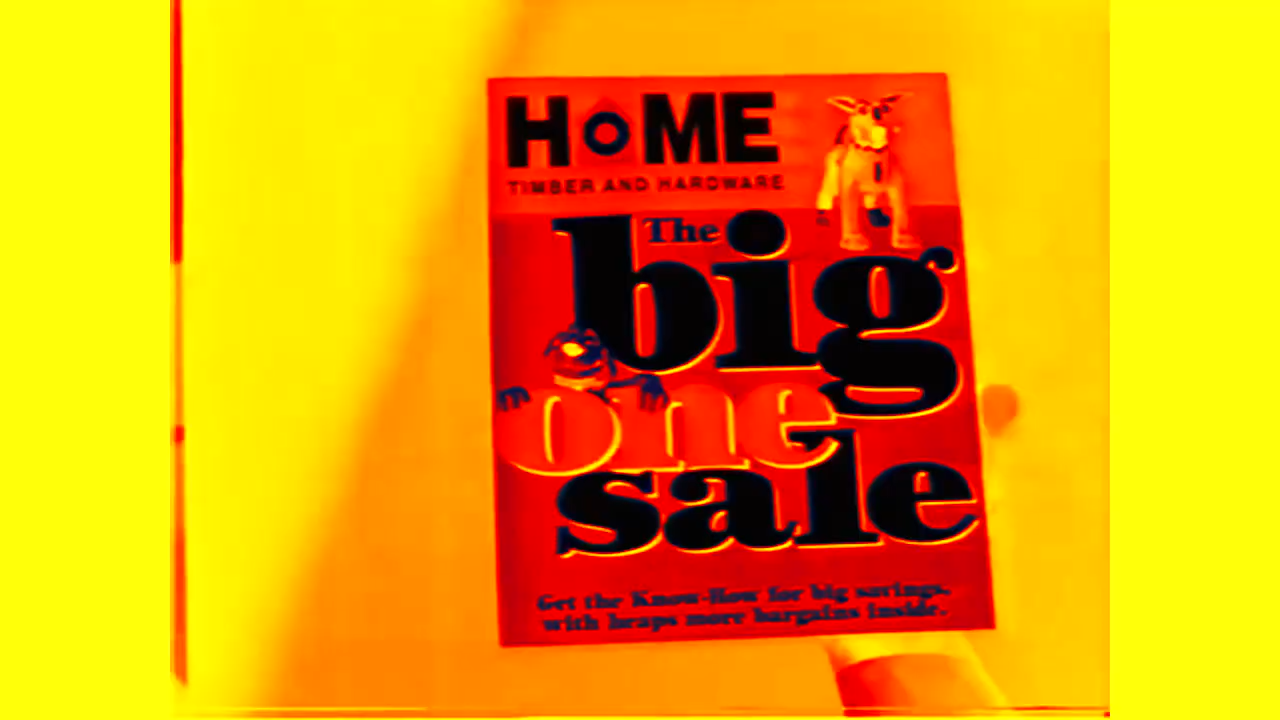 HOME
TIMBER AND HARDWARE
The
big
one
sale
Get the Know-How for big savings,
with heaps more bargains inside.